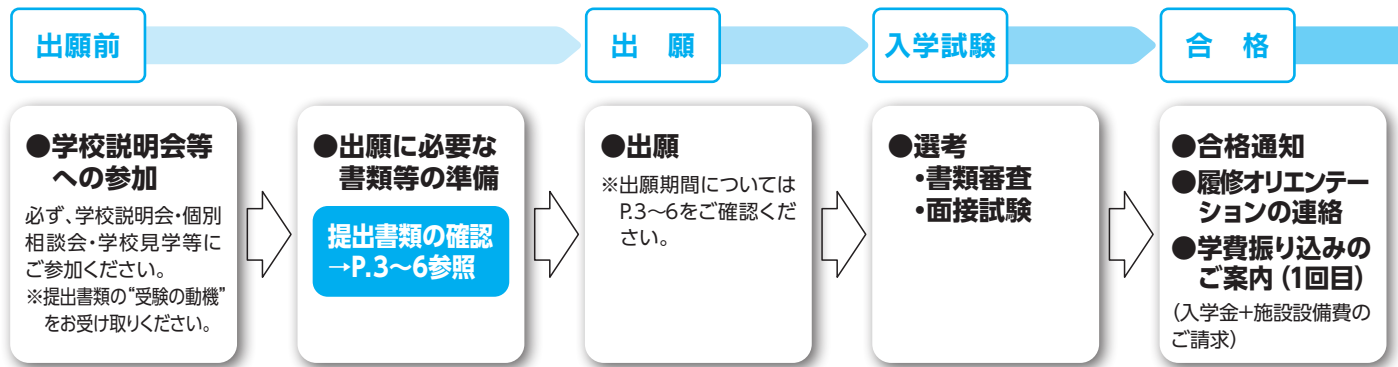 出願前
出　願
入学試験
合　格
●学校説明会等
への参加
必ず、学校説明会・個別
相談会・学校見学等に
ご参加ください。
※提出書類の“受験の動機”
をお受け取りください。
●出願に必要な
書類等の準備
提出書類の確認
→P.3〜6参照
●出願
※出願期間については
P.3〜6をご確認くだ
さい。
●選考
・書類審査
・面接試験
●合格通知
●履修オリエンテー
ションの連絡
●学費振り込みの
ご案内（1回目）
（入学金+施設設備費の
ご請求）